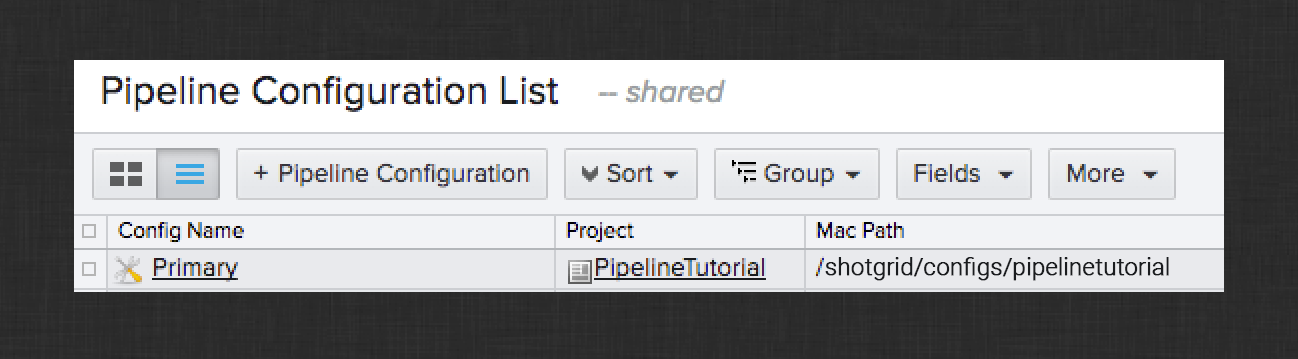 Pipeline Configuration List -- shared
+ Pipeline Configuration Sort Group Fields More
Config Name Project Mac Path
Primary PipelineTutorial /shotgrid/configs/pipelinetutorial